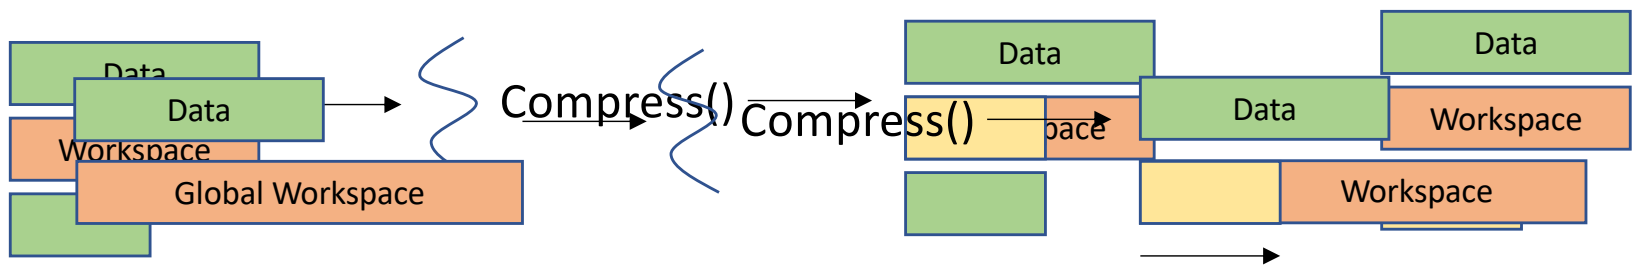 Data
Data
Workspace
Global Workspace
Compress()
Compress()
Data
pace
Data
Workspace
Data
Workspace